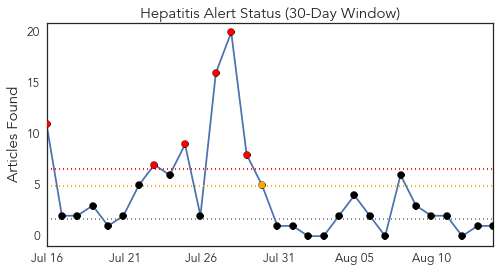 Hepatitis Alert Status (30-Day Window)
Articles Found
20
15
10
5
0
Jul 16 Jul 21 Jul 26 Jul 31 Aug 05 Aug 10